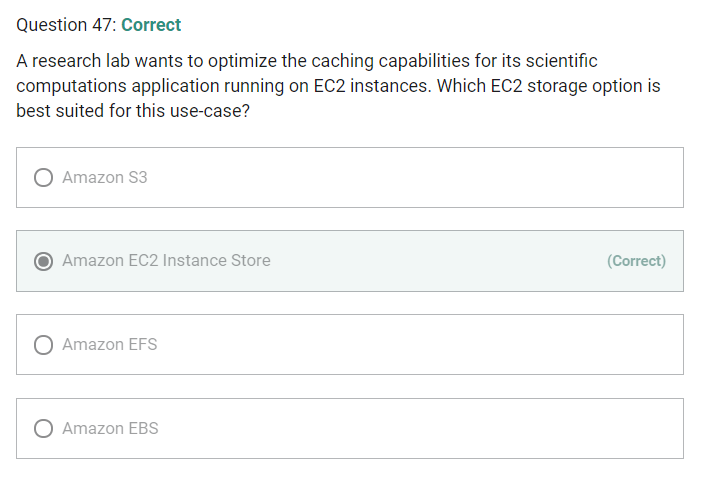 Question 47: Correct
A research lab wants to optimize the caching capabilities for its scientific
computations application running on EC2 instances. Which EC2 storage option is
best suited for this use-case?
Amazon S3
Amazon EC2 Instance Store (Correct)
Amazon EFS
Amazon EBS